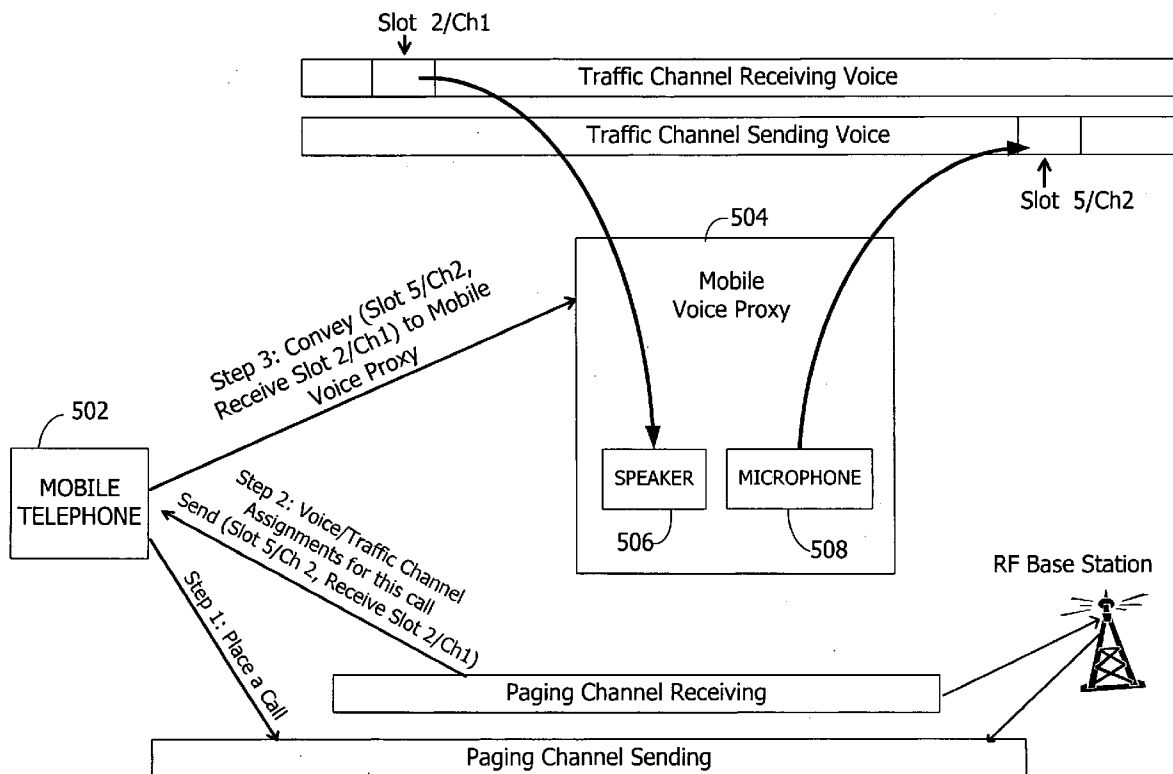 Slot 2/Ch1
Traffic Channel Receiving Voice
Traffic Channel Sending Voice
Slot 5/Ch2
504
Mobile
Voice Proxy
Step 3: Convey (Slot 5/Ch2,
Receive Slot 2/Ch1) to Mobile
Voice Proxy
502
MOBILE
TELEPHONE
SPEAKER
MICROPHONE
506
508
Step 2: Voice/Traffic Channel
Assignments for this call
Send (Slot 5/Ch 2, Receive Slot 2/Ch1)
RF Base Station
Step 1: Place a Call
Paging Channel Receiving
Paging Channel Sending